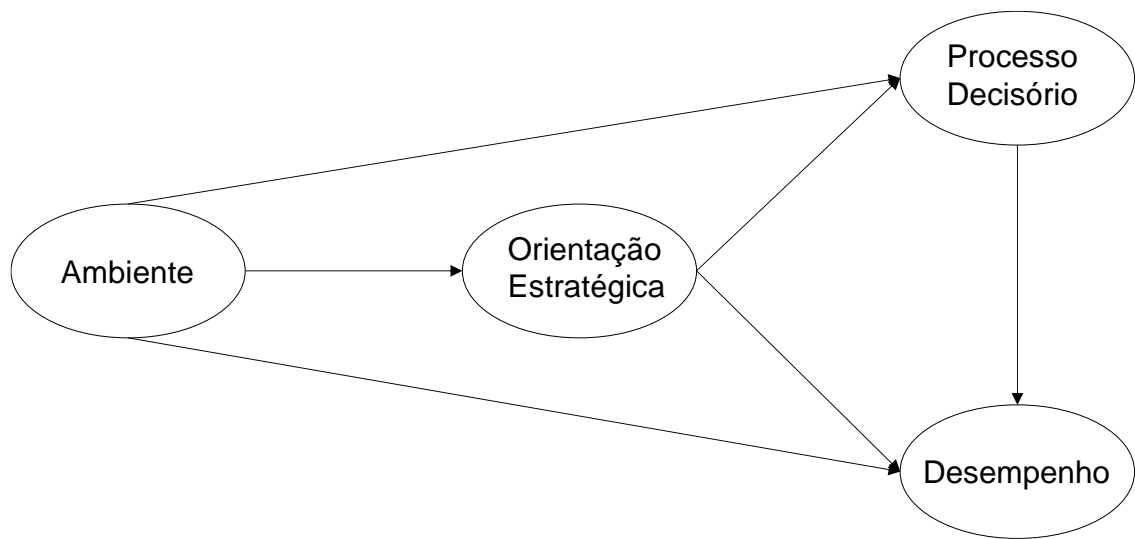 Processo
Decisório
Orientação
Estratégica
Ambiente
Desempenho